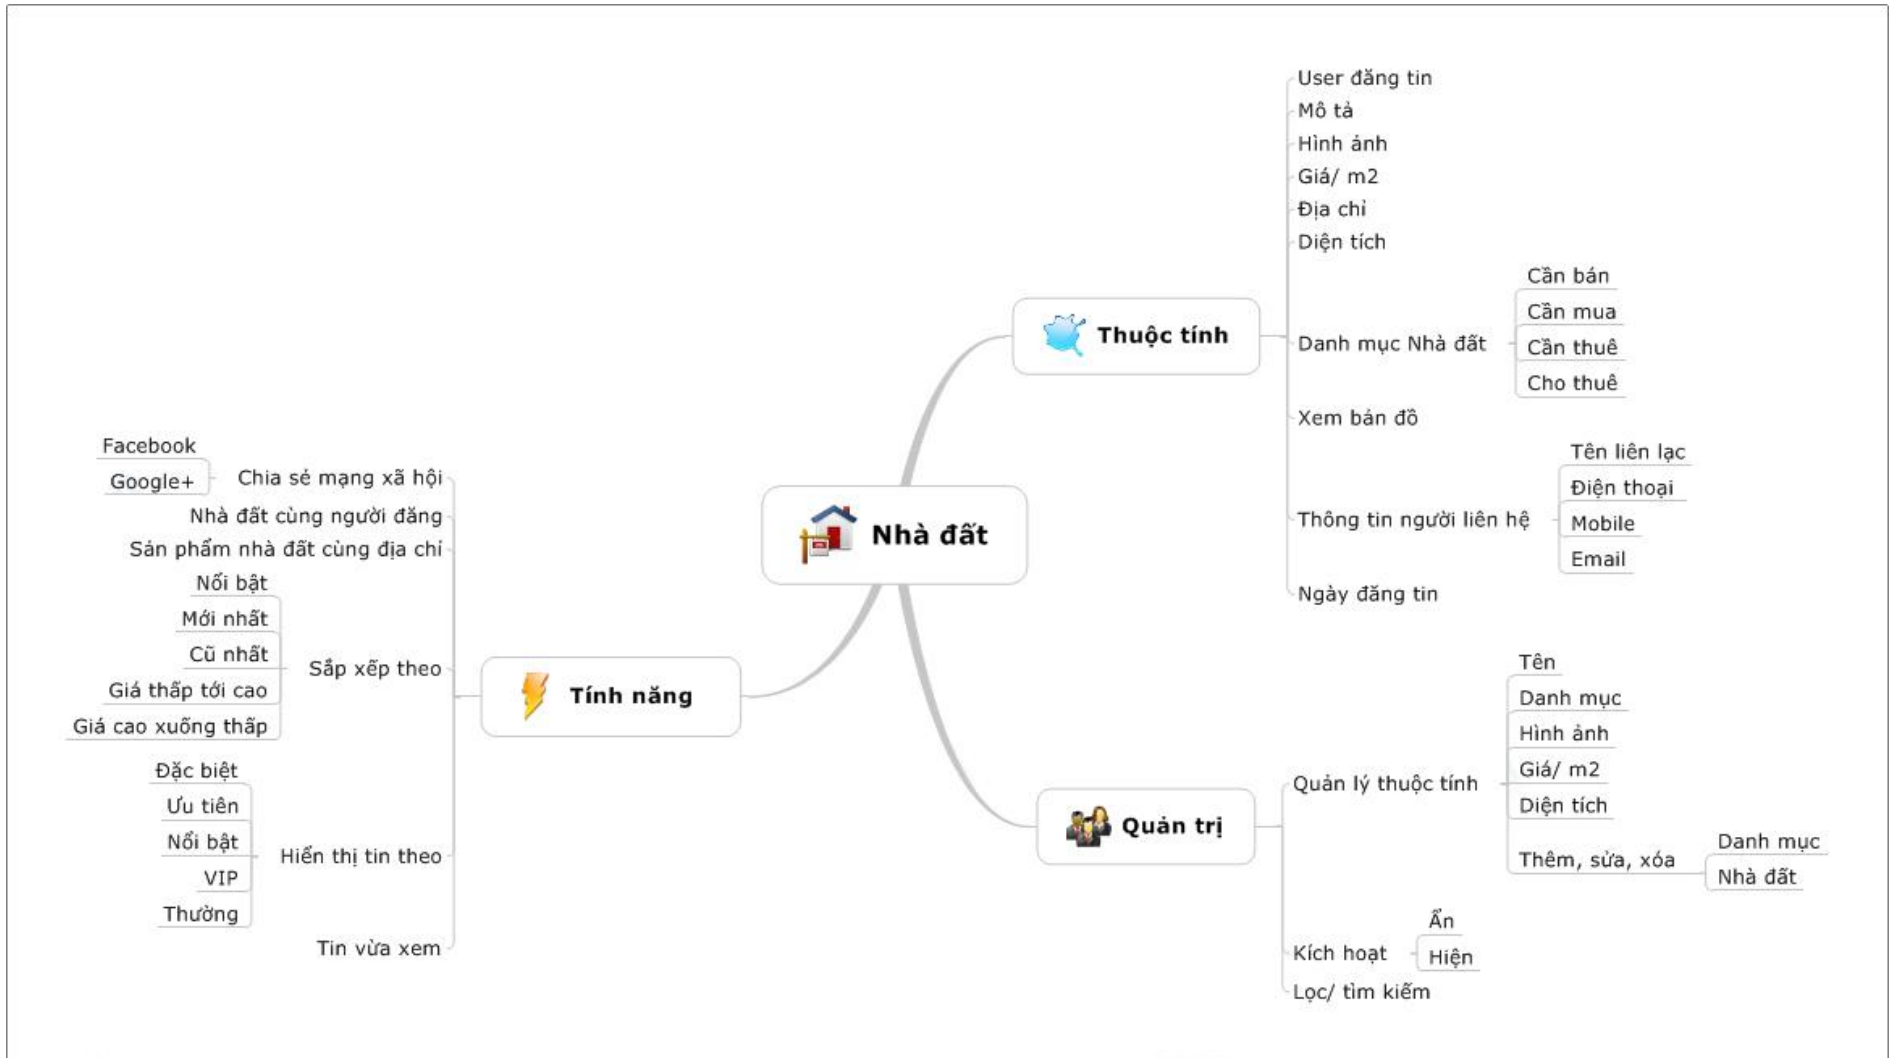 Nhà đất
Thuộc tính
User đăng tin
Mô tả
Hình ảnh
Giá/ m2
Địa chỉ
Diện tích
Danh mục Nhà đất
Cần bán
Cần mua
Cần thuê
Cho thuê
Xem bản đồ
Thông tin người liên hệ
Tên liên lạc
Điện thoại
Mobile
Email
Ngày đăng tin
Tính năng
Chia sẻ mạng xã hội
Facebook
Google+
Nhà đất cùng người đăng
Sản phẩm nhà đất cùng địa chỉ
Sắp xếp theo
Nổi bật
Mới nhất
Cũ nhất
Giá thấp tới cao
Giá cao xuống thấp
Hiển thị tin theo
Đặc biệt
Ưu tiên
Nổi bật
VIP
Thường
Tin vừa xem
Quản trị
Quản lý thuộc tính
Tên
Danh mục
Hình ảnh
Giá/ m2
Diện tích
Thêm, sửa, xóa
Danh mục
Nhà đất
Kích hoạt
Ẩn
Hiện
Lọc/ tìm kiếm